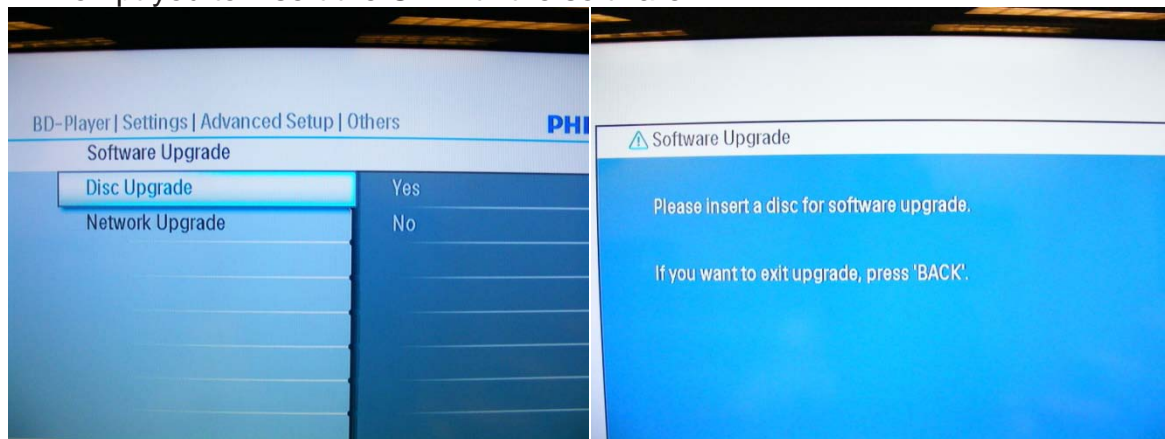 BD-Player | Settings | Advanced Setup | Others
PHI
Software Upgrade
Disc Upgrade
Yes
Network Upgrade
No
Software Upgrade
Please insert a disc for software upgrade.
If you want to exit upgrade, press 'BACK'.